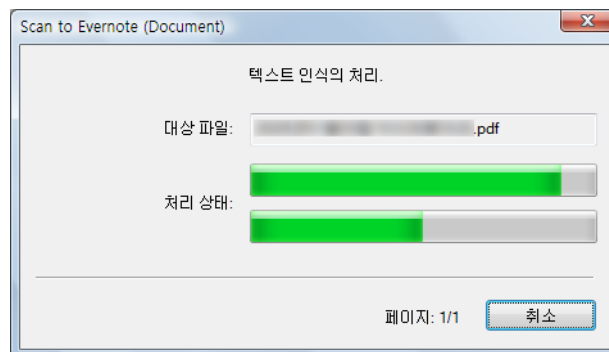 Scan to Evernote (Document)
텍스트 인식의 처리.
대상 파일: .pdf
처리 상태:
페이지: 1/1
취소